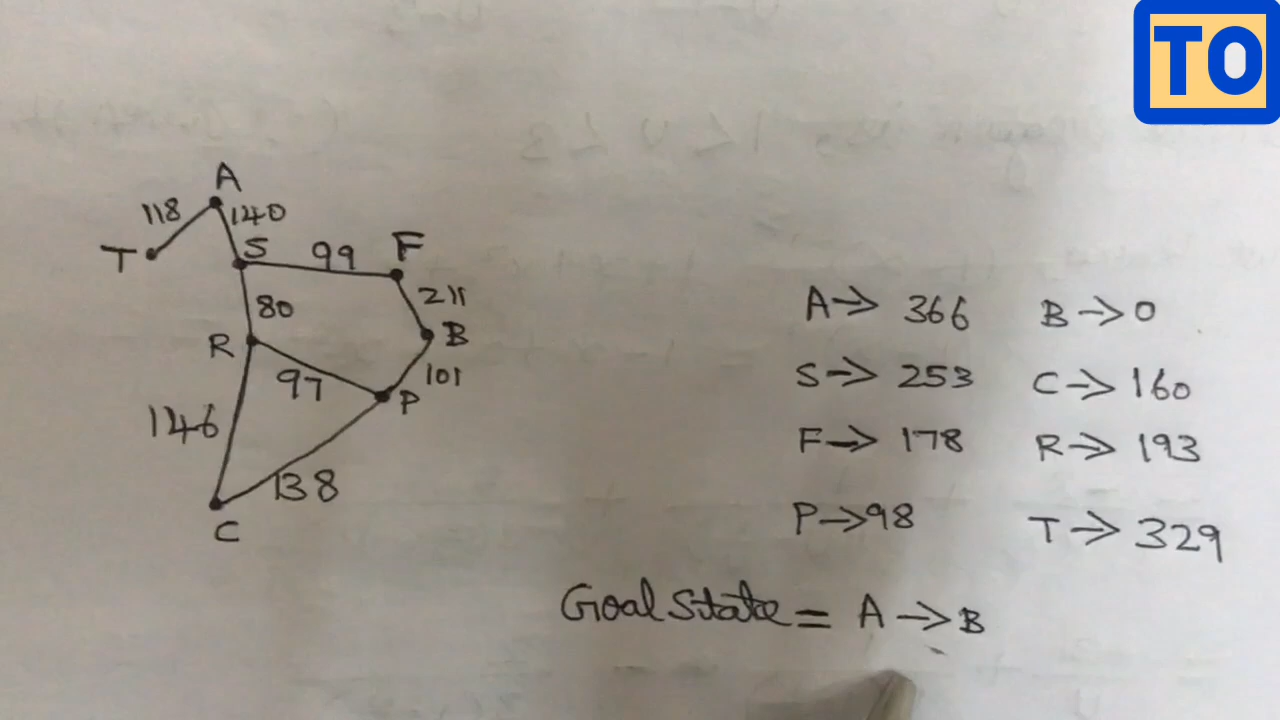 TO
A
118
140
T
S
99
F
80
211
R
B
97
101
P
146
138
C
A→ 366
B→0
S→ 253
C→ 160
F→ 178
R→ 193
P→98
T→ 329
Goal State = A→B